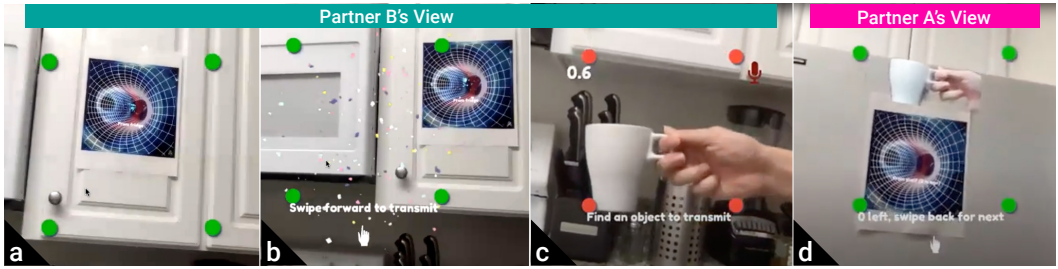 Partner B's View
Partner A's View
Swipe forward to transmit
0.6
Find an object to transmit
0 left, swipe back for next
a
b
c
d